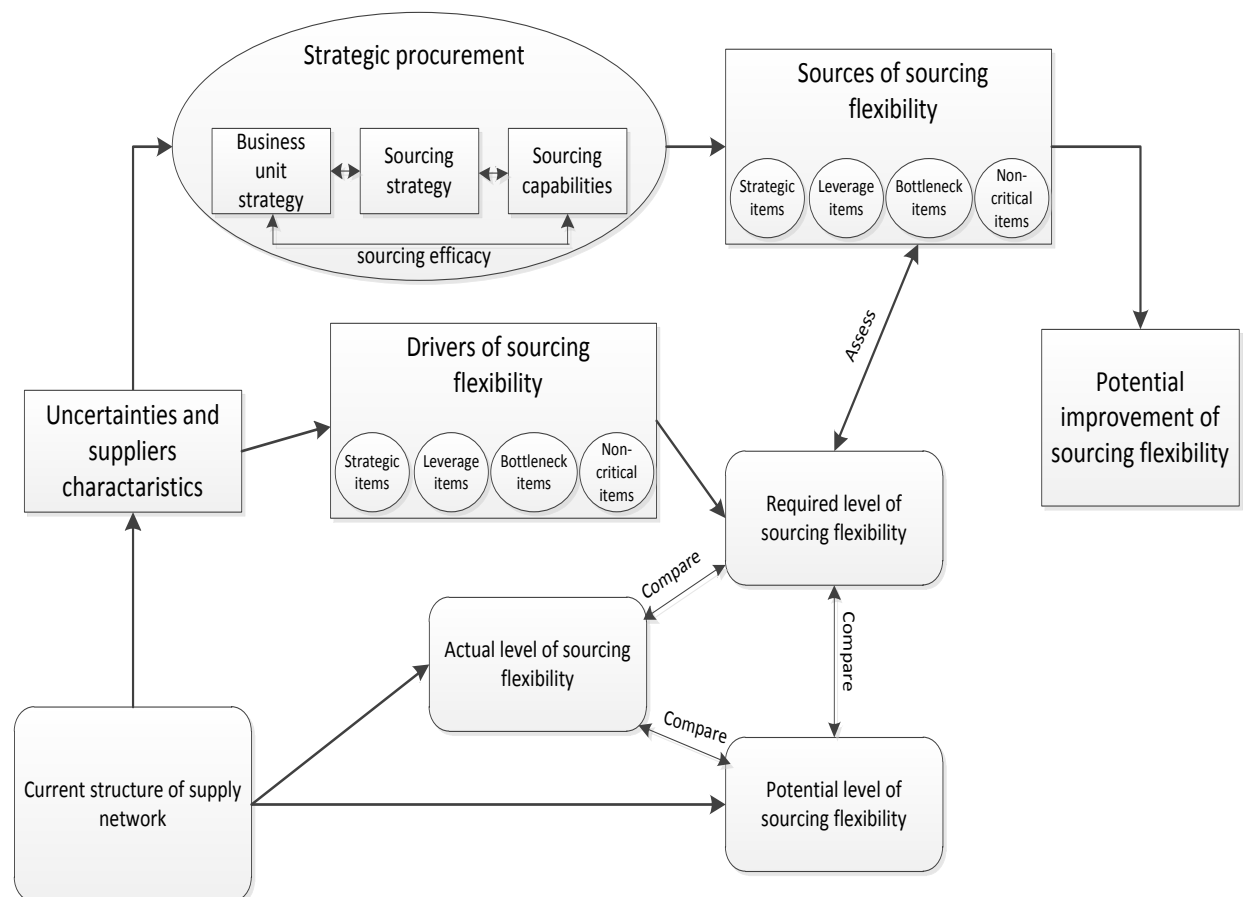 Strategic procurement
Business
unit
strategy
Sourcing
strategy
Sourcing
capabilities
sourcing efficacy
Sources of sourcing
flexibility
Strategic
items
Leverage
items
Bottleneck
items
Non-
critical
items
Assess
Potential
improvement of
sourcing flexibility
Drivers of sourcing
flexibility
Strategic
items
Leverage
items
Bottleneck
items
Non-
critical
items
Uncertainties and
suppliers
charactaristics
Required level of
sourcing flexibility
Compare
Actual level of sourcing
flexibility
Compare
Compare
Current structure of supply
network
Potential level of
sourcing flexibility